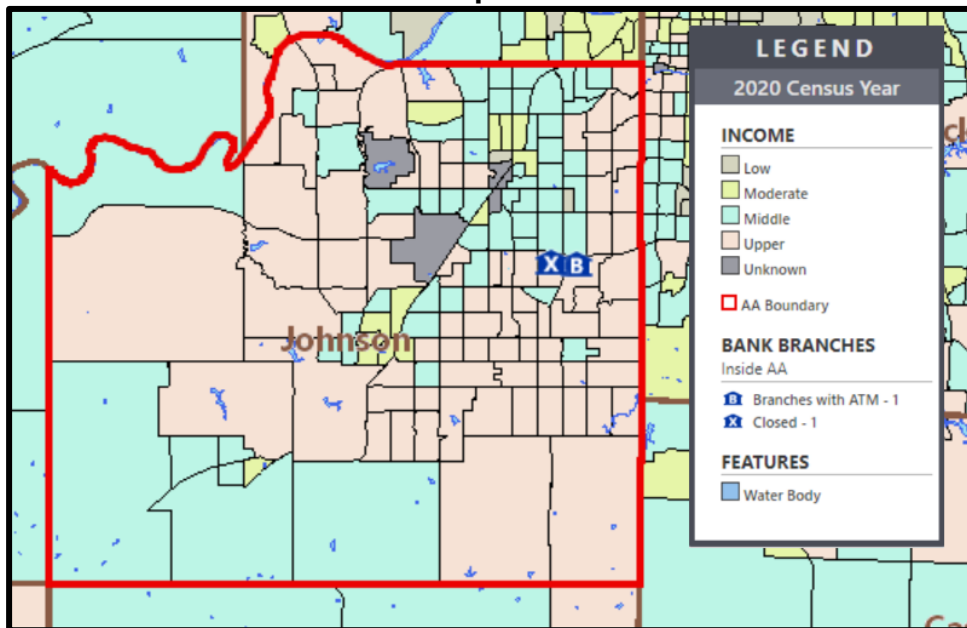 LEGEND
2020 Census Year
INCOME
Low
Moderate
Middle
Upper
Unknown
AA Boundary
BANK BRANCHES
Inside AA
B Branches with ATM - 1
X Closed - 1
FEATURES
Water Body
X B
Johnson